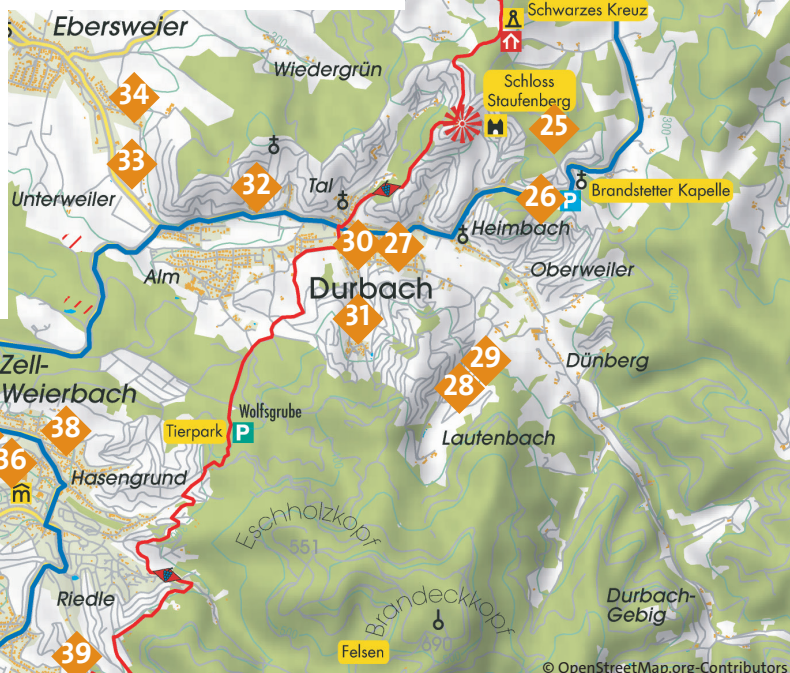 Schwarzes Kreuz
Ebersweier
Wiedergrün
200
34
Schloss
Staufenberg
25
300
33
32
Tal
Unterweiler
26
P
Brandstetter Kapelle
30
27
Heimbach
Alm
Oberweiler
Durbach
31
Zell-
Weierbach
29
Dünberg
28
Wolfsgrube
38
Tierpark
P
Lautenbach
36
Hasengrund
Eschholzkopf
551
Riedle
Brandeckkopf
690
Durbach-
Gebig
39
Felsen
© OpenStreetMap.org-Contributors